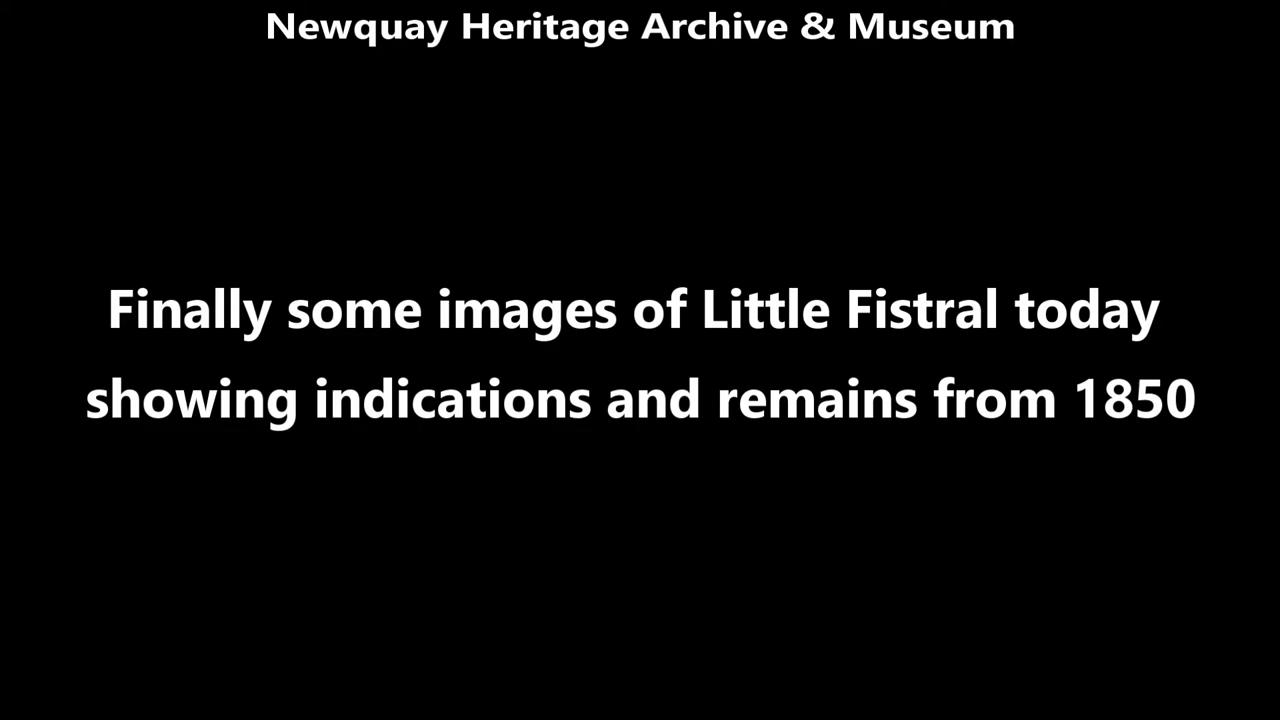 Newquay Heritage Archive & Museum
Finally some images of Little Fistral today
showing indications and remains from 1850